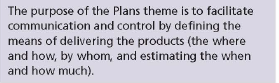 The purpose of the Plans theme is to facilitate
communication and control by defining the
means of delivering the products (the where
and how, by whom, and estimating the when
and how much).